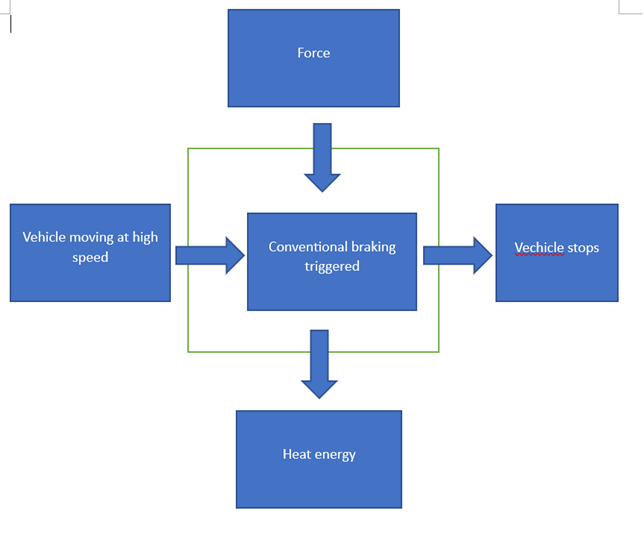 Force
Vehicle moving at high
speed
Conventional braking
triggered
Vechicle stops
Heat energy